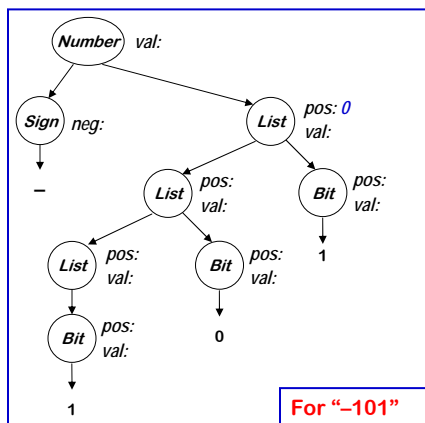 Number val:
Sign neg:
List pos: 0
val:
–
List pos:
val:
Bit pos:
val:
1
List pos:
val:
Bit pos:
val:
0
Bit pos:
val:
1
For “–101”